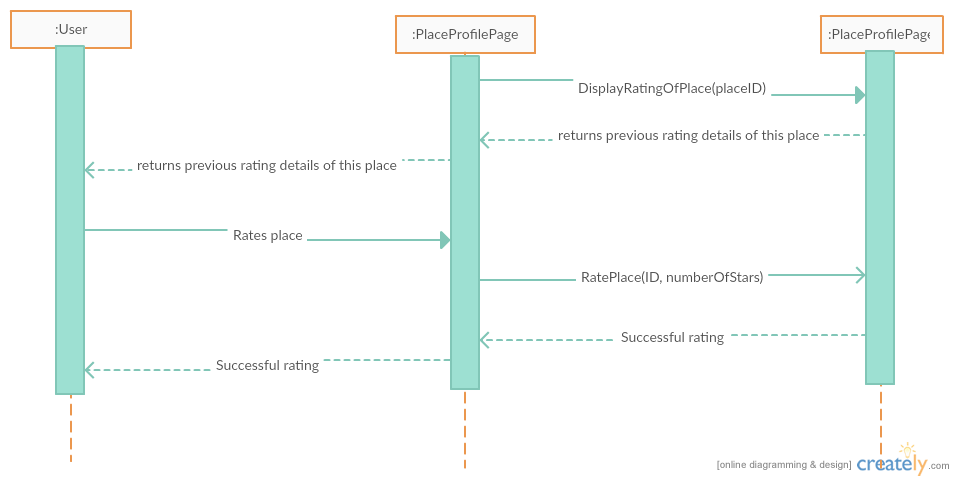 :User
:PlaceProfilePage
:PlaceProfilePag
DisplayRatingOfPlace(placeID)
returns previous rating details of this place
returns previous rating details of this place
Rates place
RatePlace(ID, numberOfStars)
Successful rating
Successful rating
[online diagramming & design] creately.com